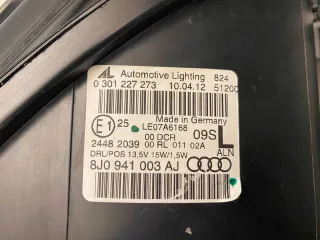 AL Automotive Lighting 824
0 301 227 273 10.04.12 51200
Made in Germany
E1 25 LE07A6168
00 DCR 09S L
2448 2039 00 RL 011 02A
DRL/POS 13,5V 15W/1,5W ALN
8J0 941 003 AJ